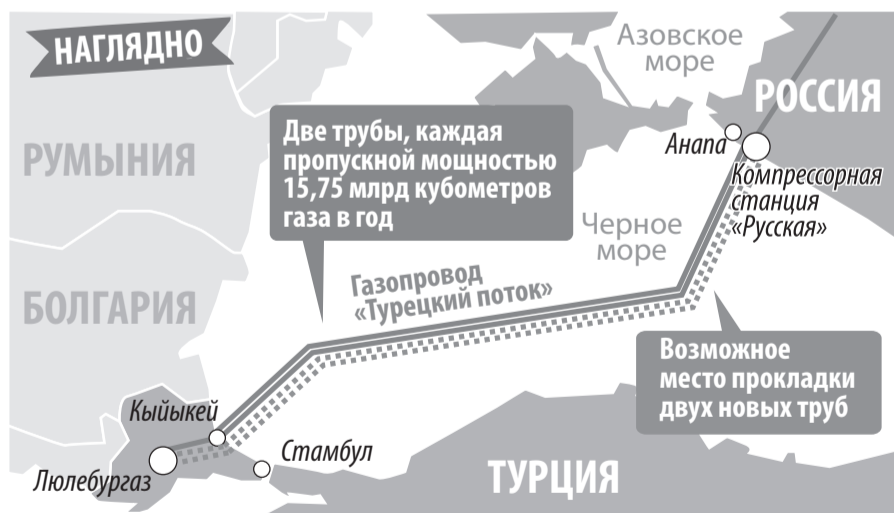 НАГЛЯДНО
Азовское
море
РОССИЯ
РУМЫНИЯ
Две трубы, каждая
пропускной мощностью
15,75 млрд кубометров
газа в год
Анапа
Компрессорная
станция
«Русская»
Черное
море
Газопровод
«Турецкий поток»
БОЛГАРИЯ
Возможное
место прокладки
двух новых труб
Кыйыкей
Стамбул
Люлебургаз
ТУРЦИЯ